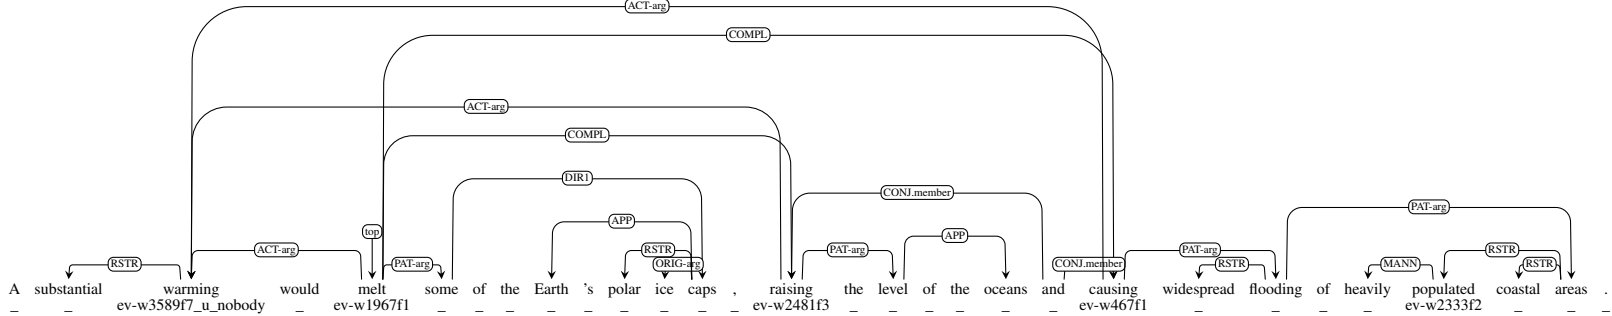 ACT-arg
COMPL
ACT-arg
COMPL
DIR1
CONJ.member
PAT-arg
APP
top
APP
RSTR
ACT-arg
RSTR
PAT-arg
PAT-arg
RSTR
RSTR
PAT-arg
ORIG-arg
CONJ.member
RSTR
MANN
RSTR
A substantial warming would melt some of the Earth 's polar ice caps , raising the level of the oceans and causing widespread flooding of heavily populated coastal areas .
_ _ ev-w3589f7_u_nobody _ ev-w1967f1 _ _ _ _ _ _ _ _ _ ev-w2481f3 _ _ _ _ _ _ ev-w467f1 _ _ _ _ ev-w2333f2 _ _ _